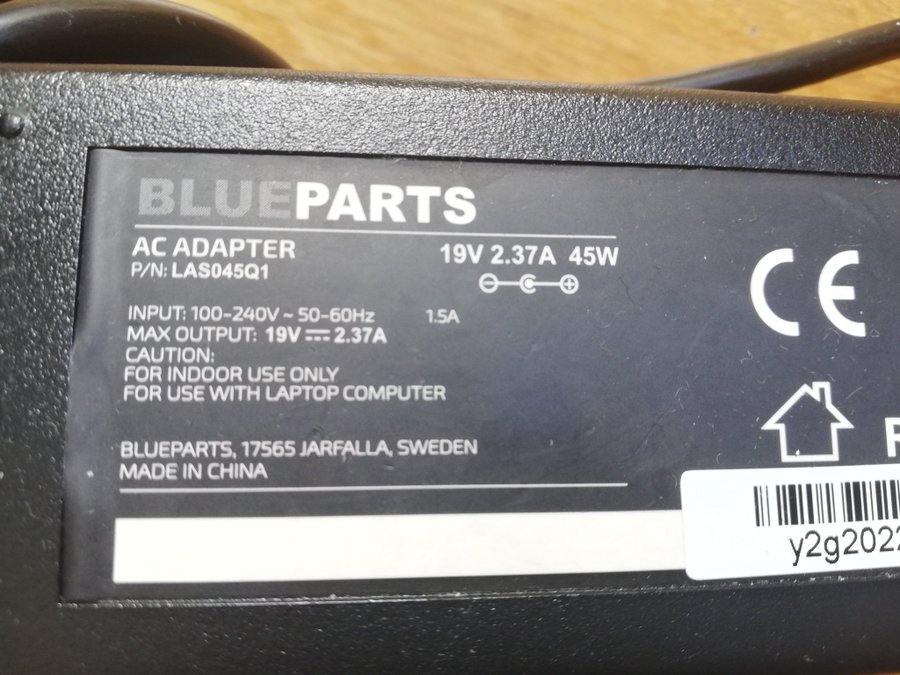 BLUEPARTS
AC ADAPTER
P/N: LAS045Q1
19V 2.37A 45W
INPUT: 100-240V ~ 50-60Hz 1.5A
MAX OUTPUT: 19V ⎓ 2.37A
CAUTION:
FOR INDOOR USE ONLY
FOR USE WITH LAPTOP COMPUTER
BLUEPARTS, 17565 JARFALLA, SWEDEN
MADE IN CHINA
CE
y2g2022